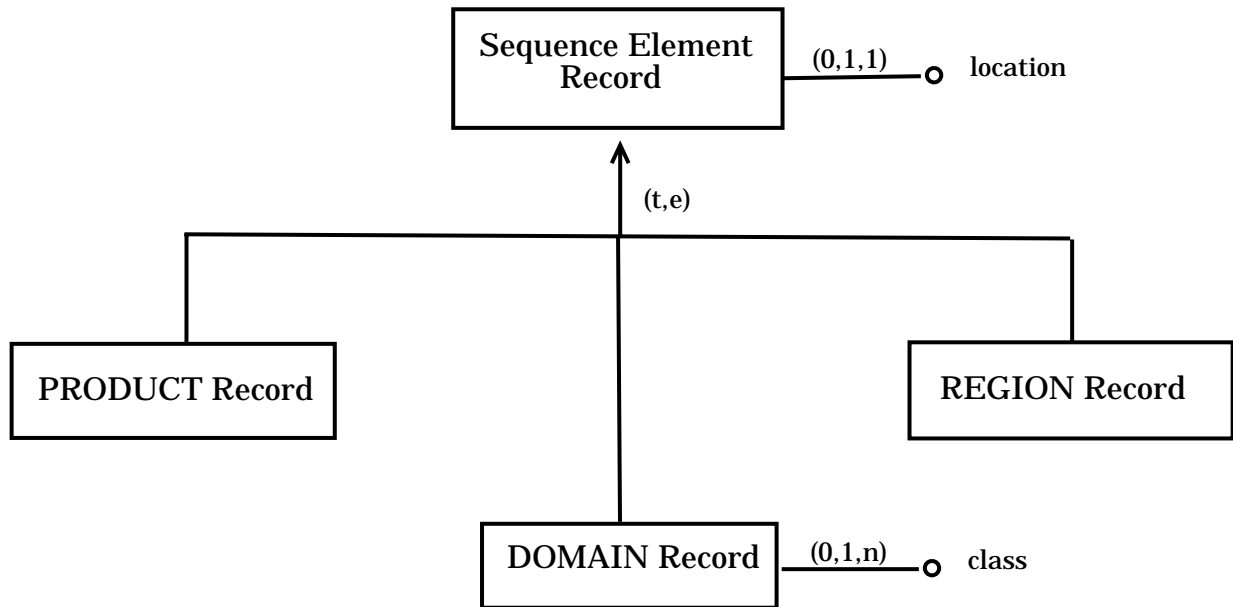 Sequence Element
Record
(0,1,1)
location
(t,e)
PRODUCT Record
REGION Record
DOMAIN Record
(0,1,n)
class